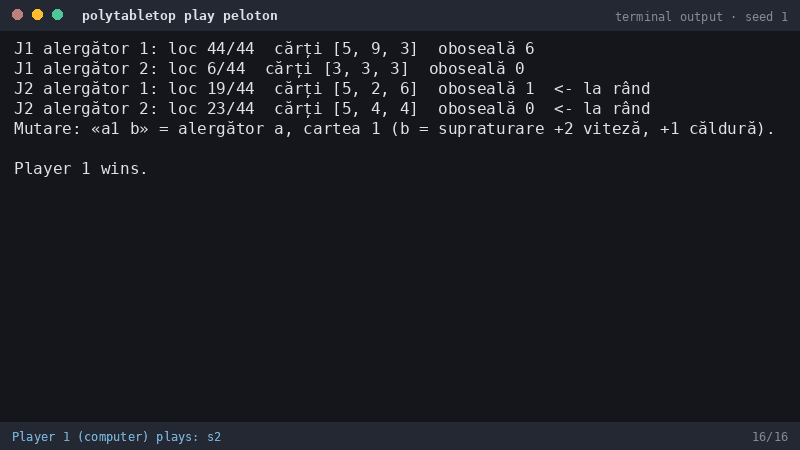 polytabletop play peloton
terminal output · seed 1
J1 alergător 1: loc 44/44  cărți [5, 9, 3]  oboseală 6
J1 alergător 2: loc 6/44  cărți [3, 3, 3]  oboseală 0
J2 alergător 1: loc 19/44  cărți [5, 2, 6]  oboseală 1  <- la rând
J2 alergător 2: loc 23/44  cărți [5, 4, 4]  oboseală 0  <- la rând
Mutare: «a1 b» = alergător a, cartea 1 (b = supraturare +2 viteză, +1 căldură).
Player 1 wins.
Player 1 (computer) plays: s2
16/16